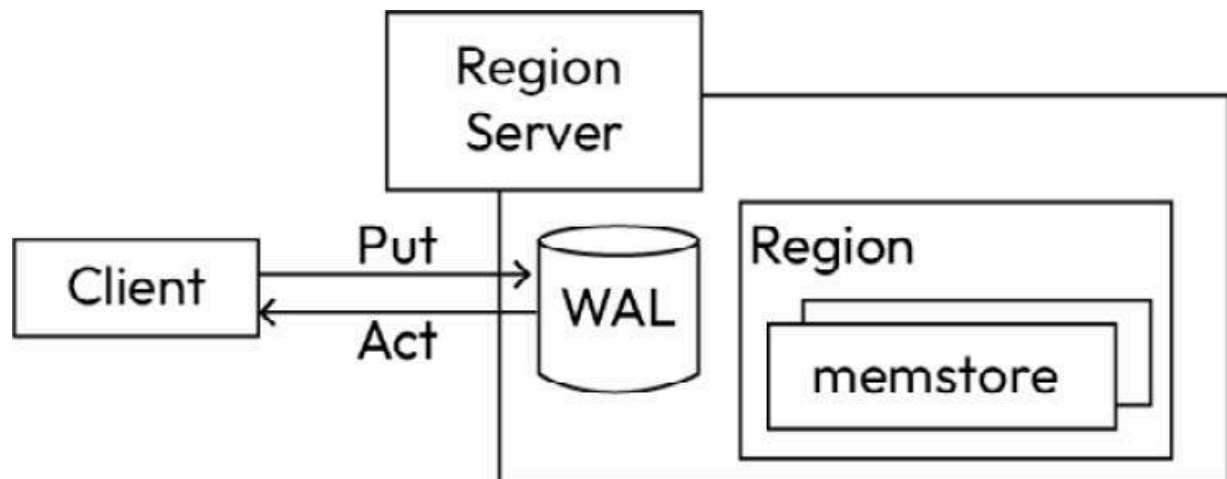 Region
Server
Put
Client
Act
WAL
Region
memstore